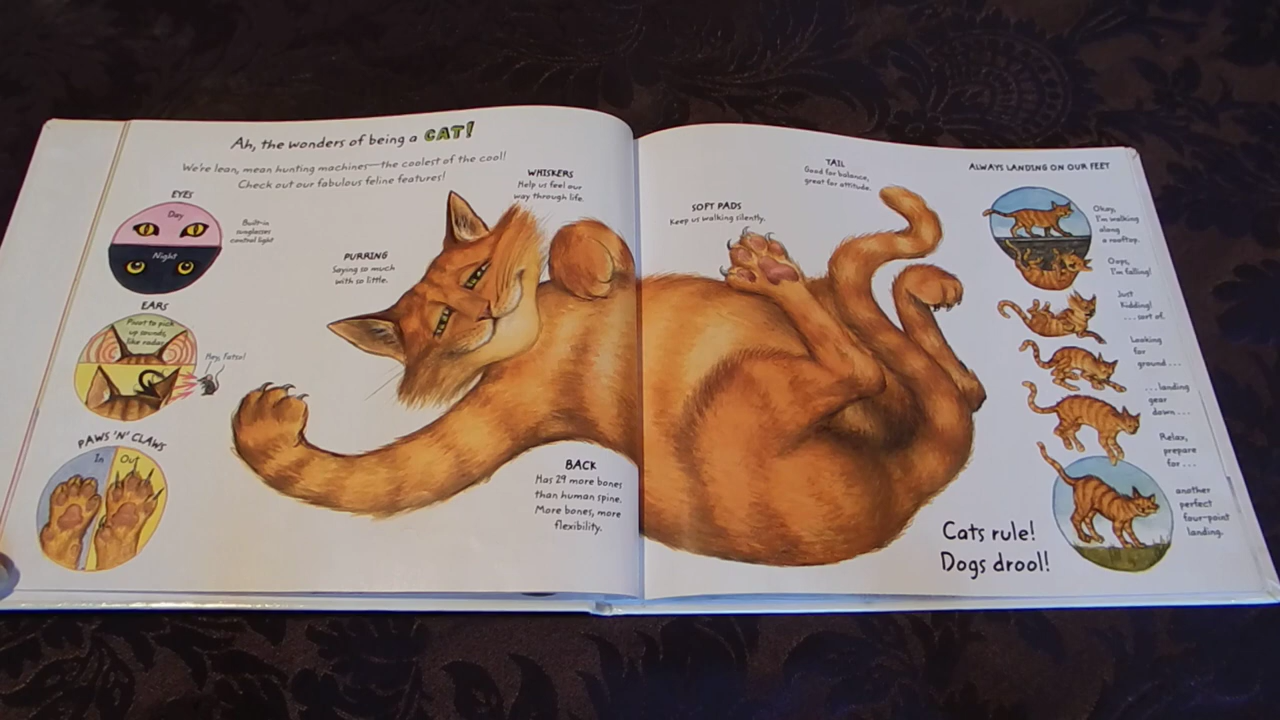 Ah, the wonders of being a CAT!
We're lean, mean hunting machines—the coolest of the cool!
Check out our fabulous feline features!
EYES
Day
Night
Built-in
sunglasses
control light
EARS
Pivot to pick
up sounds,
like radar.
Hey, Fatso!
PAWS 'N' CLAWS
In
Out
PURRING
Saying so much
with so little.
WHISKERS
Help us feel our
way through life.
BACK
Has 29 more bones
than human spine.
More bones, more
flexibility.
SOFT PADS
Keep us walking silently.
TAIL
Good for balance,
great for attitude.
ALWAYS LANDING ON OUR FEET
Okay,
I'm walking
along
a rooftop.
Oops,
I'm falling!
Just
kidding!
. . . sort of.
Looking
for
ground . . .
. . . landing
gear
down . . .
Relax,
prepare
for . . .
another
perfect
four-point
landing.
Cats rule!
Dogs drool!